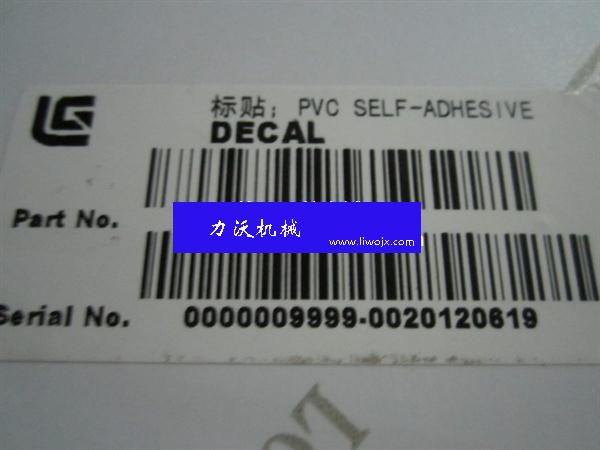 标贴; PVC SELF-ADHESIVE
DECAL
Part No.
力沃机械
www.liwojx.com
Serial No. 0000009999-0020120619